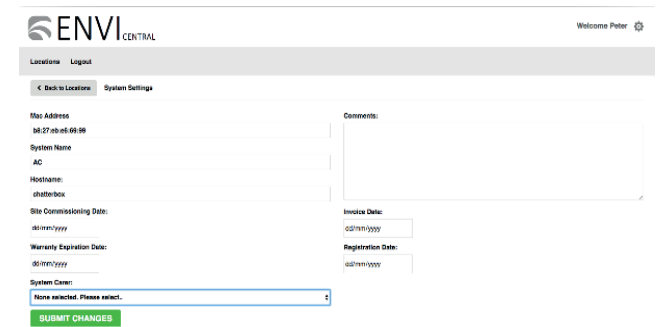 ENVI CENTRAL
Welcome Peter
Locations Logout
< Back to Locations System Settings
Mac Address
b8:27:eb:e6:69:99
System Name
AC
Hostname:
chatterbox
Site Commissioning Date:
dd/mm/yyyy
Warranty Expiration Date:
dd/mm/yyyy
System Carer:
None selected. Please select..
SUBMIT CHANGES
Comments:
Invoice Date:
dd/mm/yyyy
Registration Date:
dd/mm/yyyy